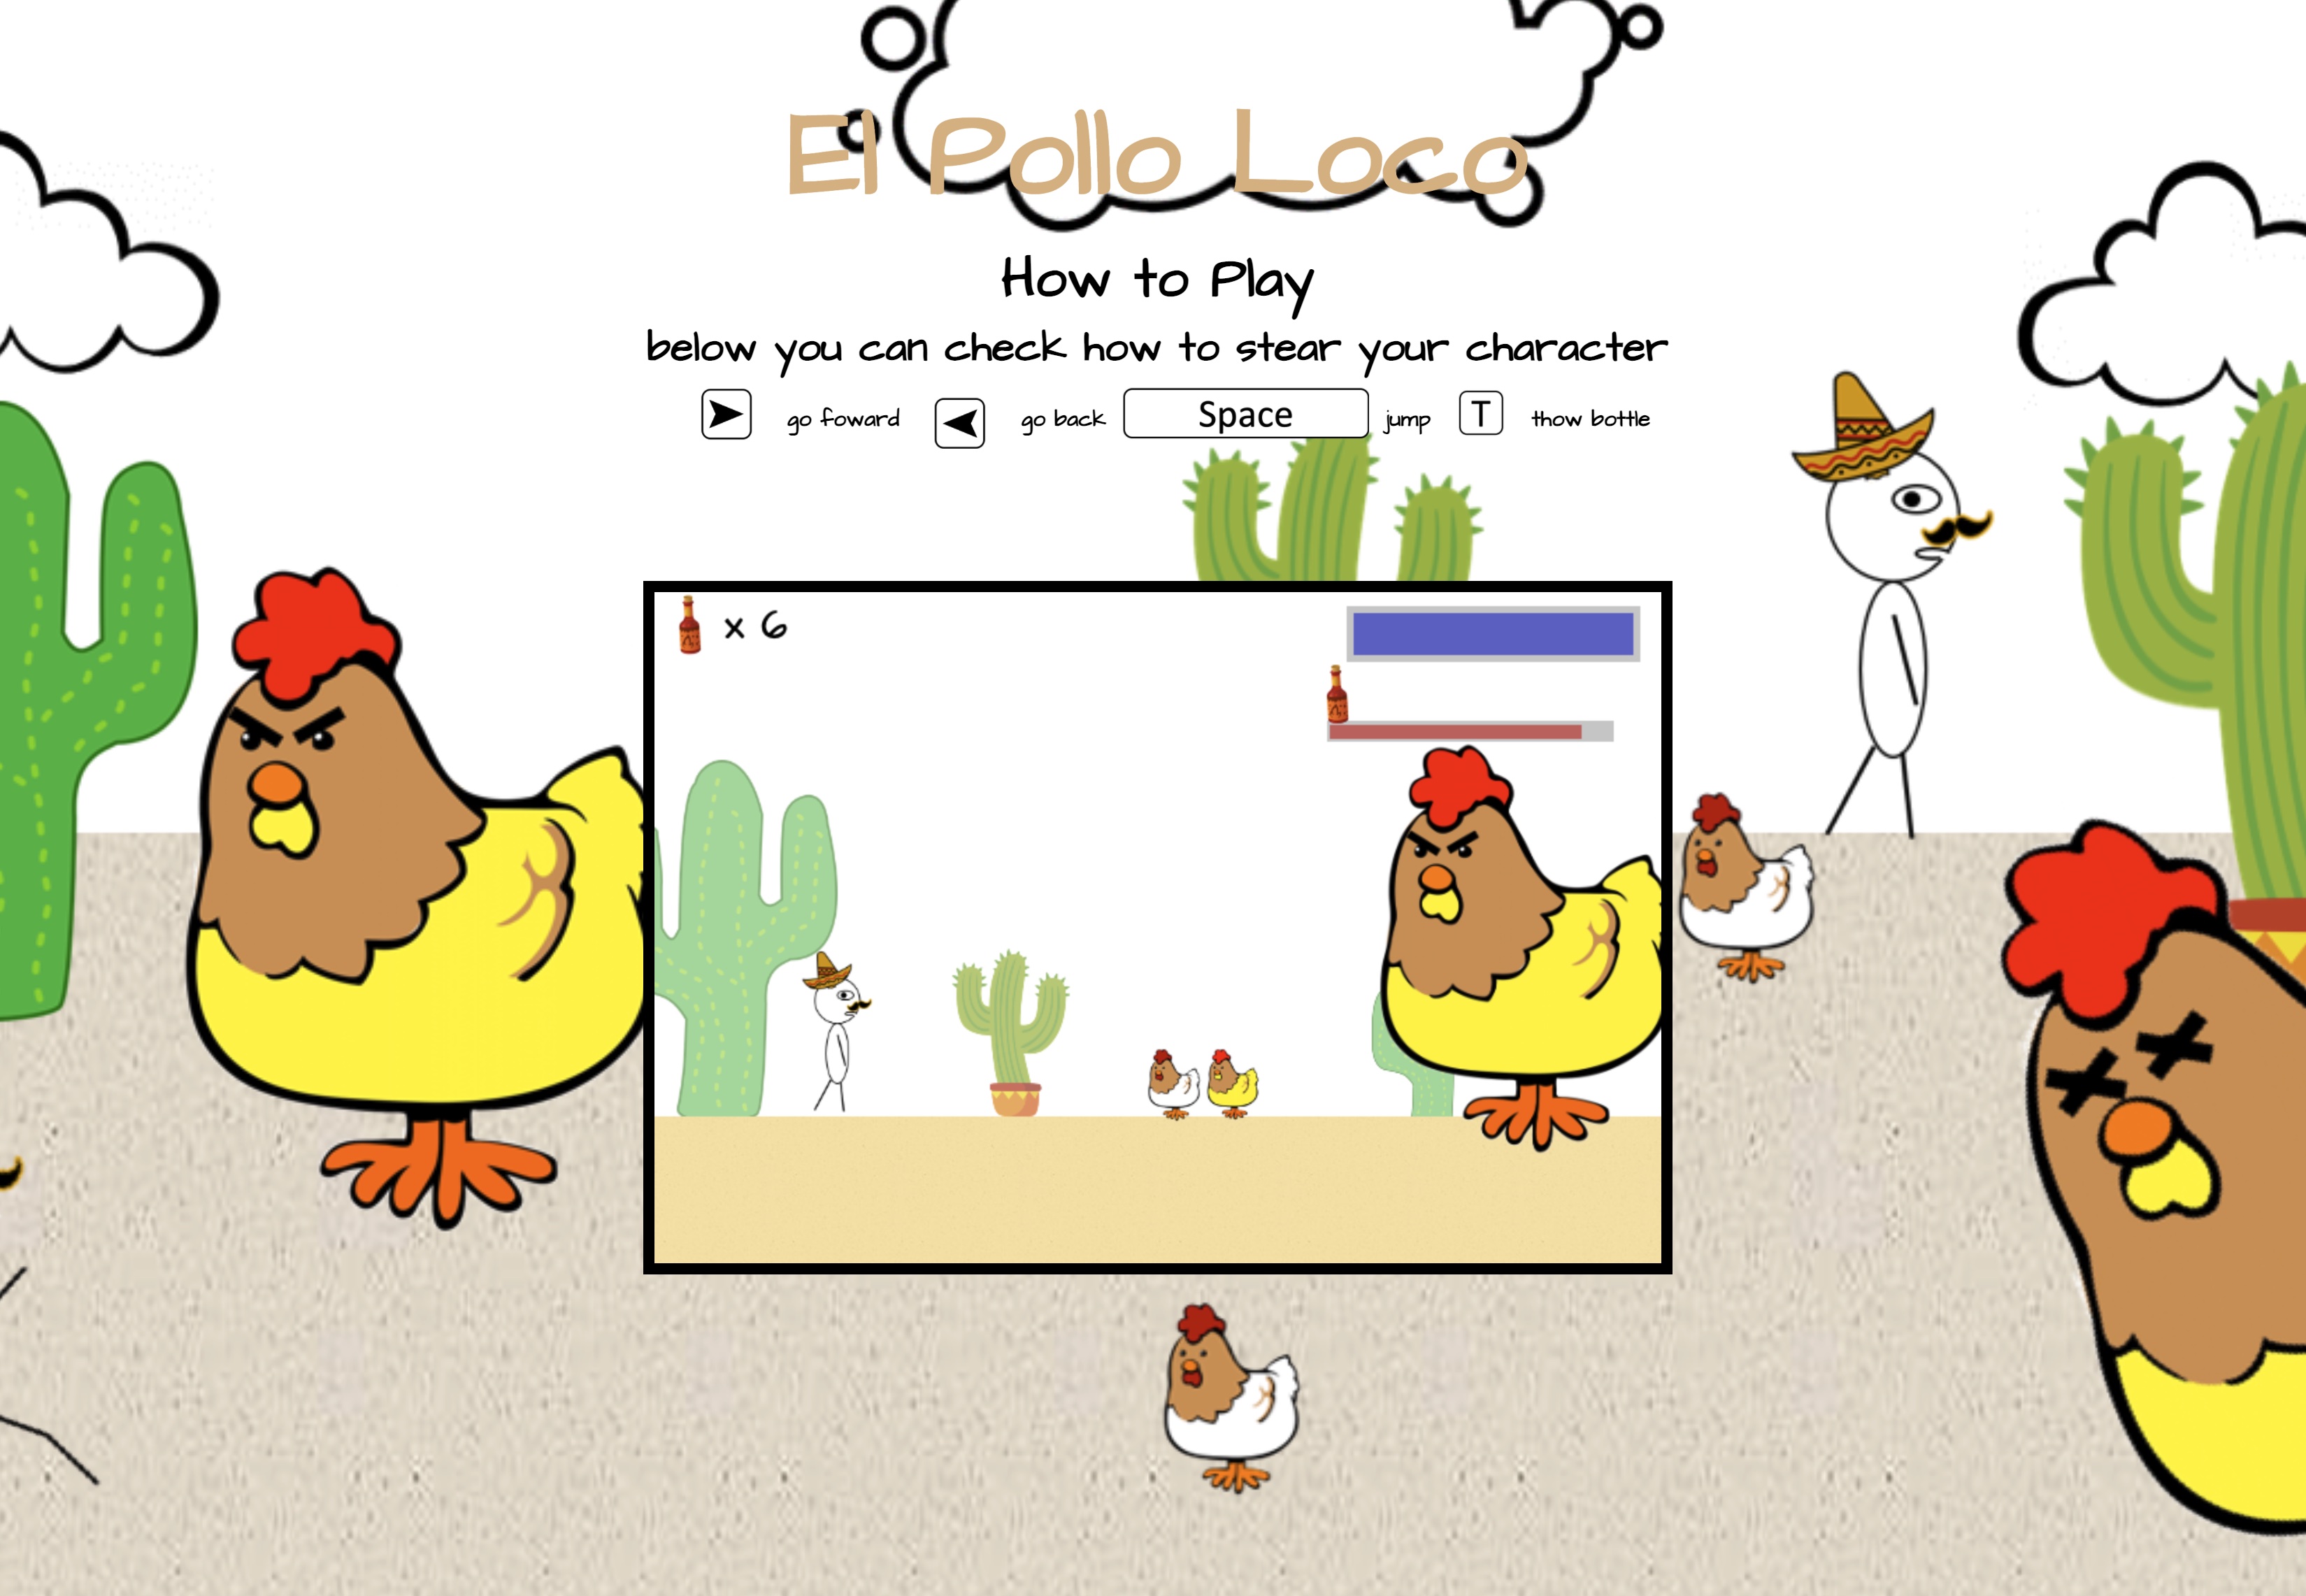 El Pollo Loco
How to Play
below you can check how to stear your character
go foward go back Space jump T thow bottle
x 6